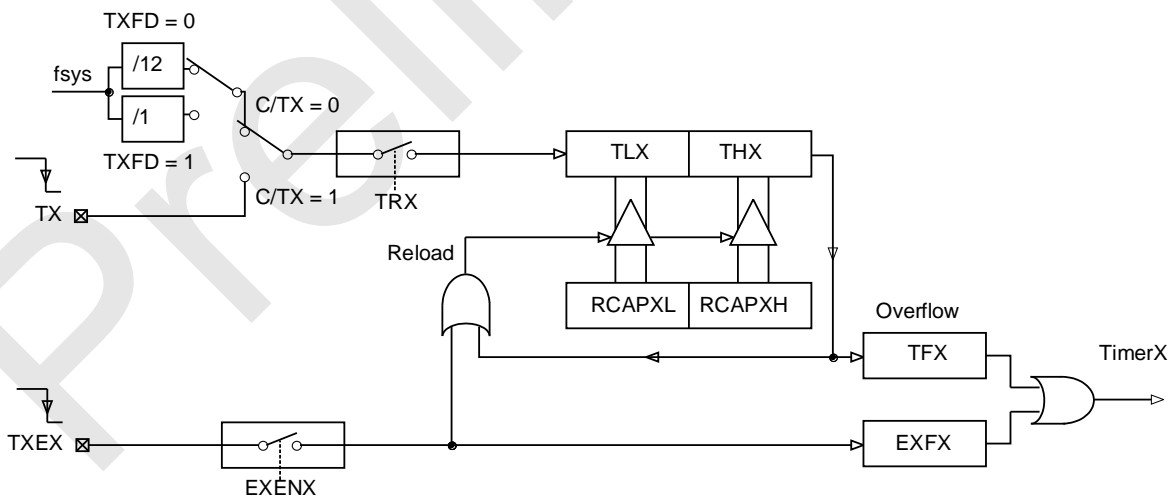 TXFD = 0
/12
fsys
C/TX = 0
/1
TXFD = 1
TX
C/TX = 1
TRX
TLX THX
Reload
RCAPXL RCAPXH
Overflow
TFX
TimerX
TXEX
EXENX
EXFX
Prelim